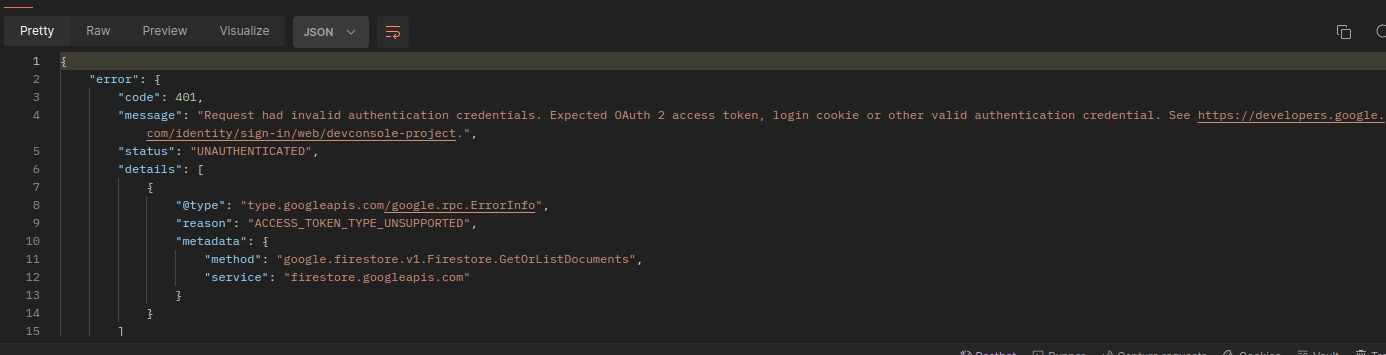 Pretty Raw Preview Visualize JSON
1 {
2 "error": {
3 "code": 401,
4 "message": "Request had invalid authentication credentials. Expected OAuth 2 access token, login cookie or other valid authentication credential. See https://developers.google.
com/identity/sign-in/web/devconsole-project.",
5 "status": "UNAUTHENTICATED",
6 "details": [
7 {
8 "@type": "type.googleapis.com/google.rpc.ErrorInfo",
9 "reason": "ACCESS_TOKEN_TYPE_UNSUPPORTED",
10 "metadata": {
11 "method": "google.firestore.v1.Firestore.GetOrListDocuments",
12 "service": "firestore.googleapis.com"
13 }
14 }
15 ]
Postbot Runner Capture requests Cookies Vault